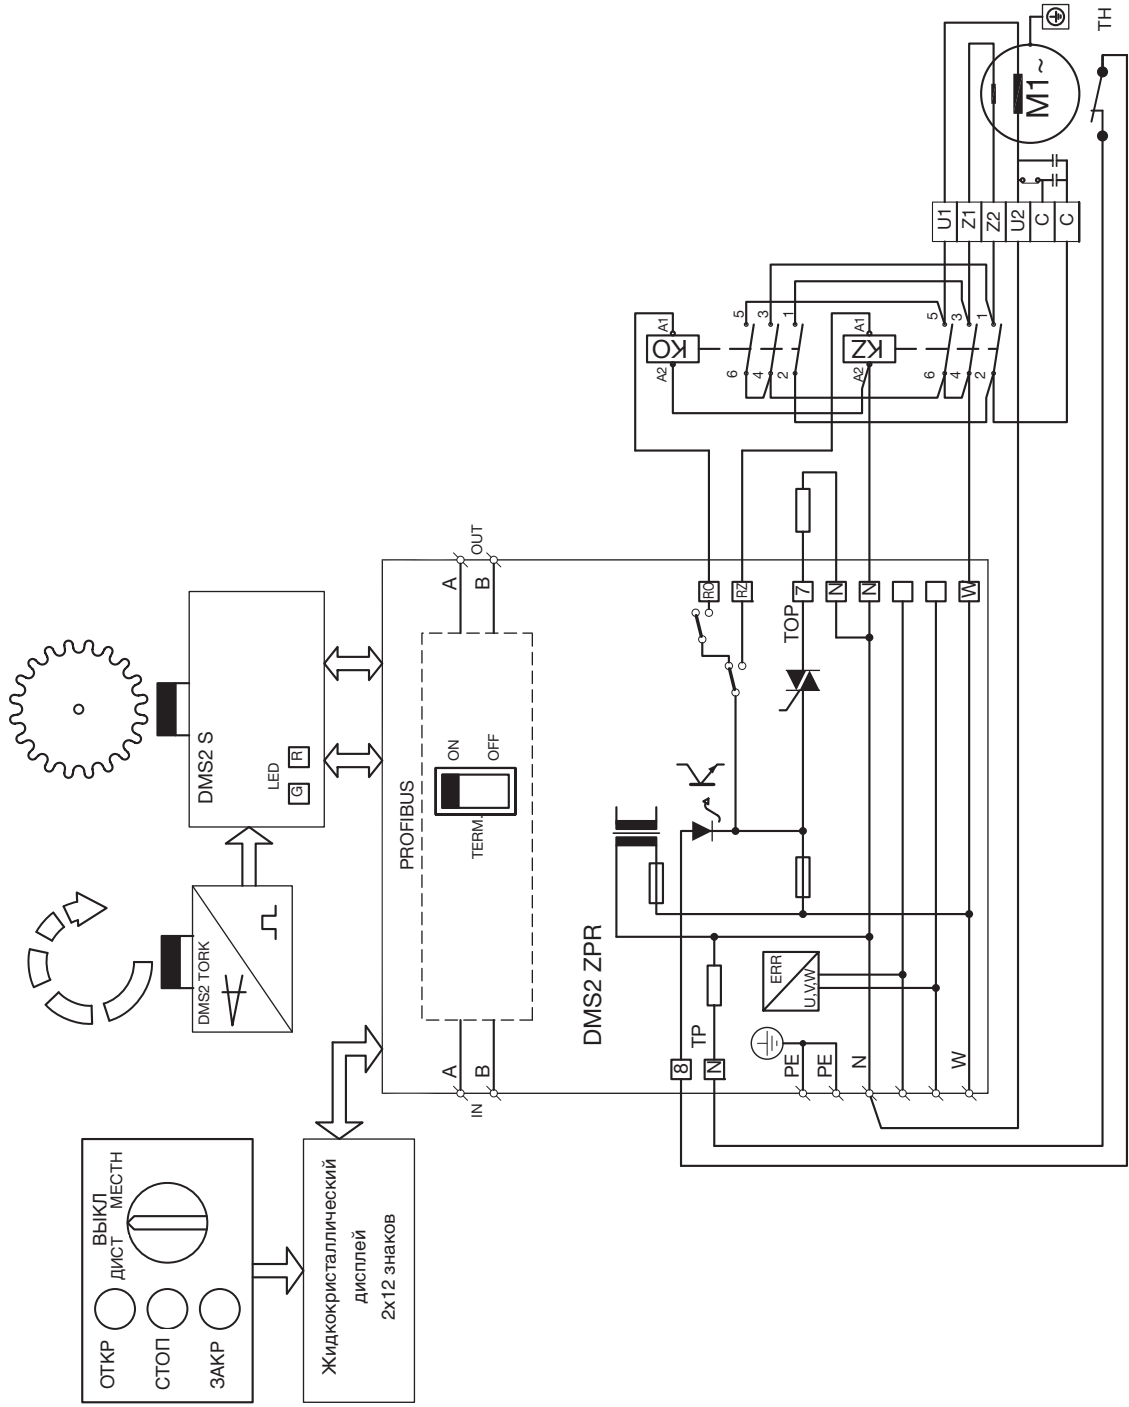 ОТКР
СТОП
ЗАКР
ДИСТ
ВЫКЛ
МЕСТН
Жидкокристаллический
дисплей
2x12 знаков
DMS2 TORK
DMS2 S
LED
G
R
IN
A
B
A
B
OUT
PROFIBUS
TERM.
ON
OFF
DMS2 ZPR
8
TP
N
ERR
U,V,W
PE
PE
N
W
TOP
RO
RZ
7
N
N
W
KO
A1
A2
5
3
1
6
4
2
KZ
A1
A2
5
3
1
6
4
2
U1
Z1
Z2
U2
C
C
M1 ~
TH